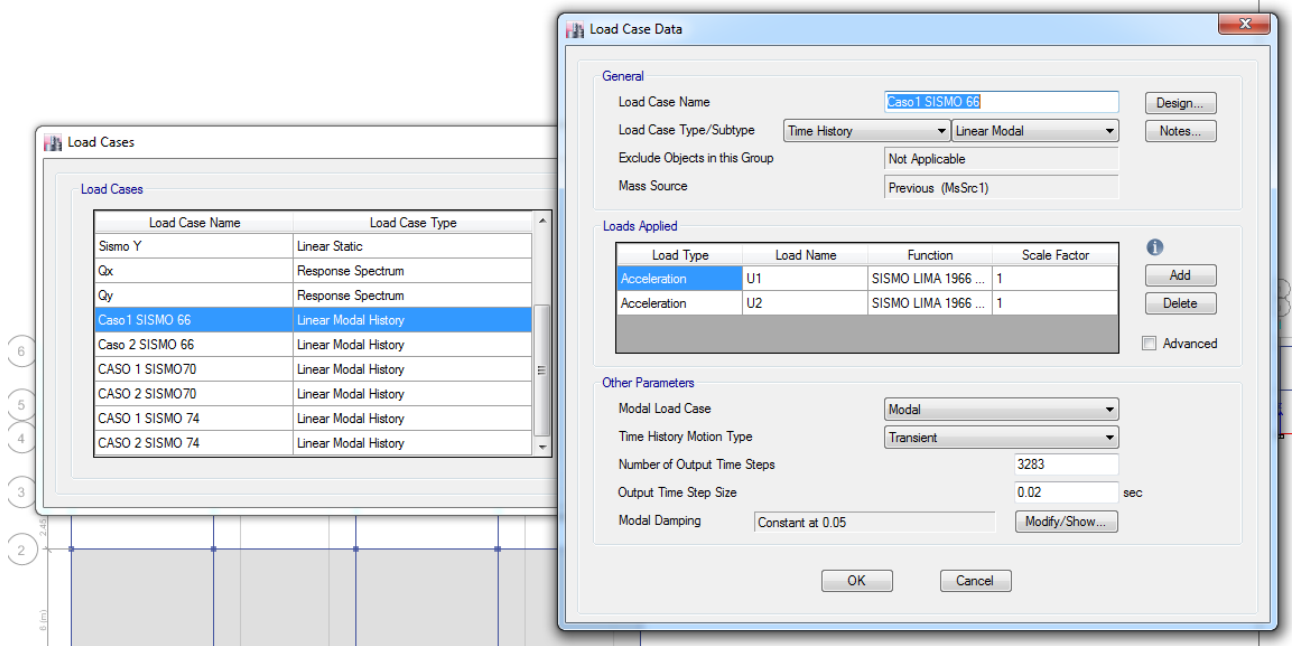 Load Cases
Load Cases
Load Case Name Load Case Type
Sismo Y Linear Static
Qx Response Spectrum
Qy Response Spectrum
Caso1 SISMO 66 Linear Modal History
Caso 2 SISMO 66 Linear Modal History
CASO 1 SISMO70 Linear Modal History
CASO 2 SISMO70 Linear Modal History
CASO 1 SISMO 74 Linear Modal History
CASO 2 SISMO 74 Linear Modal History
6
5
4
3
2
2.45
6 (m)
Load Case Data
General
Load Case Name Caso1 SISMO 66 Design...
Load Case Type/Subtype Time History Linear Modal Notes...
Exclude Objects in this Group Not Applicable
Mass Source Previous (MsSrc1)
Loads Applied
Load Type Load Name Function Scale Factor
Acceleration U1 SISMO LIMA 1966 ... 1
Acceleration U2 SISMO LIMA 1966 ... 1
i
Add
Delete
Advanced
Other Parameters
Modal Load Case Modal
Time History Motion Type Transient
Number of Output Time Steps 3283
Output Time Step Size 0.02 sec
Modal Damping Constant at 0.05 Modify/Show...
OK Cancel